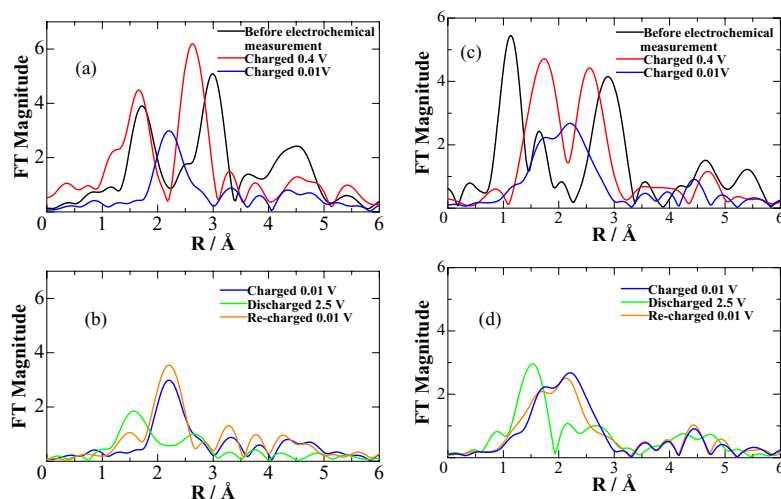 (a)
Before electrochemical
measurement
Charged 0.4 V
Charged 0.01V
FT Magnitude
6
4
2
0 1 2 3 4 5 6
R / Å
(c)
Before electrochemical
measurement
Charged 0.4 V
Charged 0.01V
FT Magnitude
6
4
2
0 1 2 3 4 5 6
R / Å
(b)
Charged 0.01 V
Discharged 2.5 V
Re-charged 0.01 V
FT Magnitude
6
4
2
0 1 2 3 4 5 6
R / Å
(d)
Charged 0.01 V
Discharged 2.5 V
Re-charged 0.01 V
FT Magnitude
6
4
2
0 1 2 3 4 5 6
R / Å